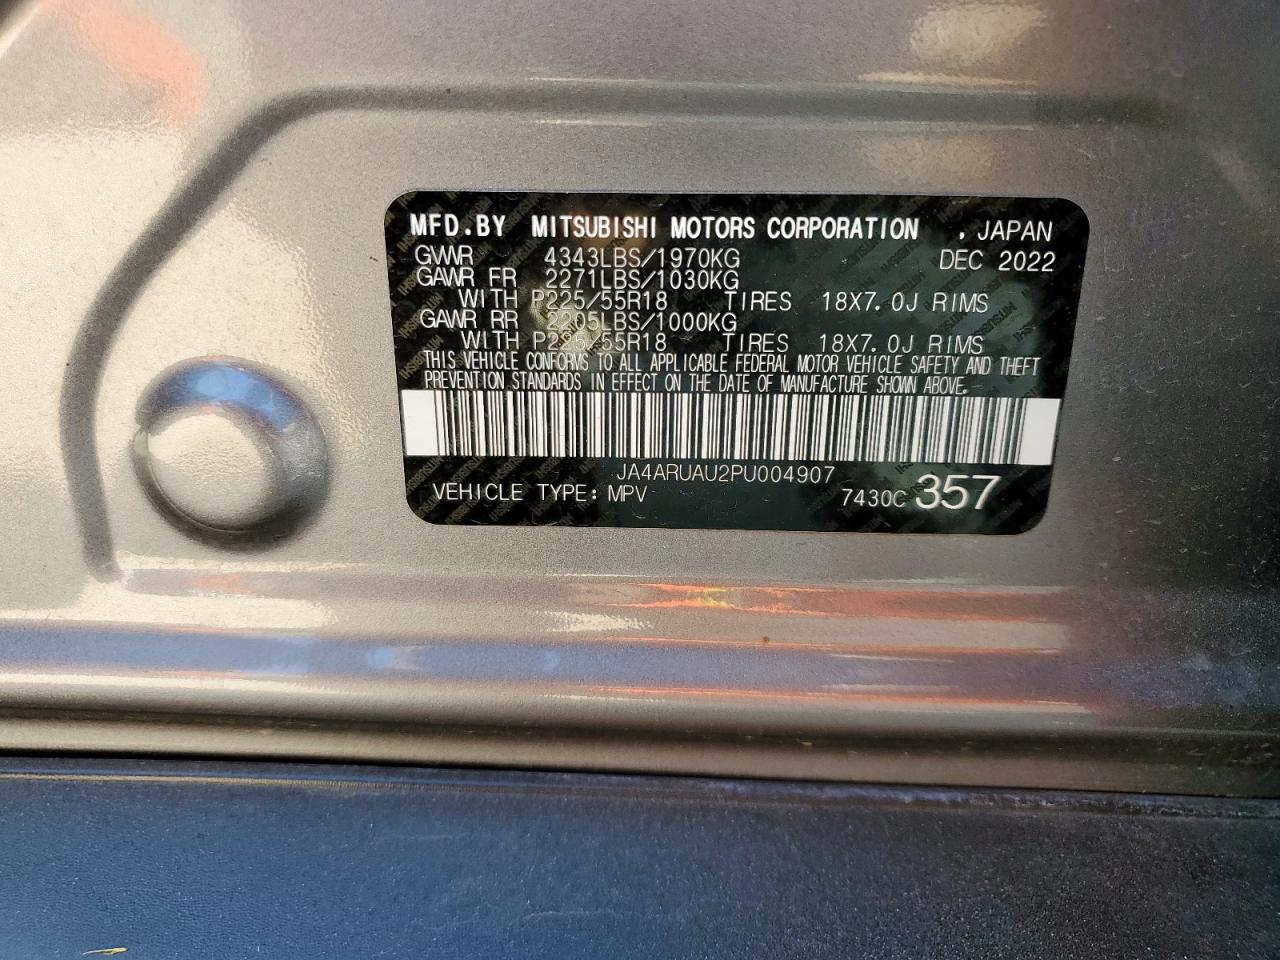 MFD.BY MITSUBISHI MOTORS CORPORATION , JAPAN
GVWR 4343LBS/1970KG DEC 2022
GAWR FR 2271LBS/1030KG
WITH P225/55R18 TIRES 18X7.0J RIMS
GAWR RR 2205LBS/1000KG
WITH P225/55R18 TIRES 18X7.0J RIMS
THIS VEHICLE CONFORMS TO ALL APPLICABLE FEDERAL MOTOR VEHICLE SAFETY AND THEFT
PREVENTION STANDARDS IN EFFECT ON THE DATE OF MANUFACTURE SHOWN ABOVE.
JA4ARUAU2PU004907
VEHICLE TYPE: MPV 7430C 357